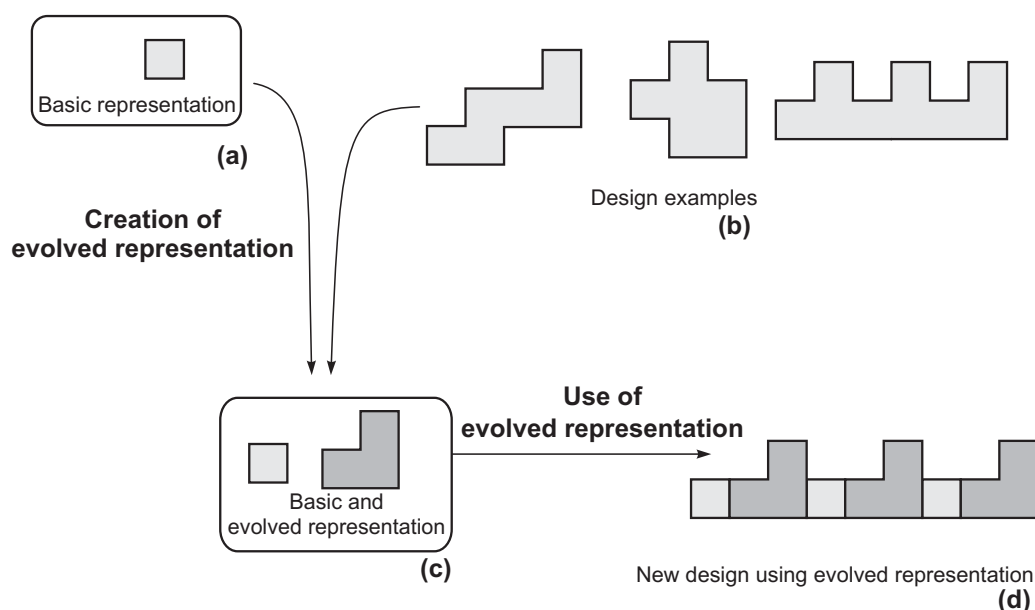 Basic representation
(a)
Design examples
(b)
Creation of
evolved representation
Basic and
evolved representation
(c)
Use of
evolved representation
New design using evolved representation
(d)